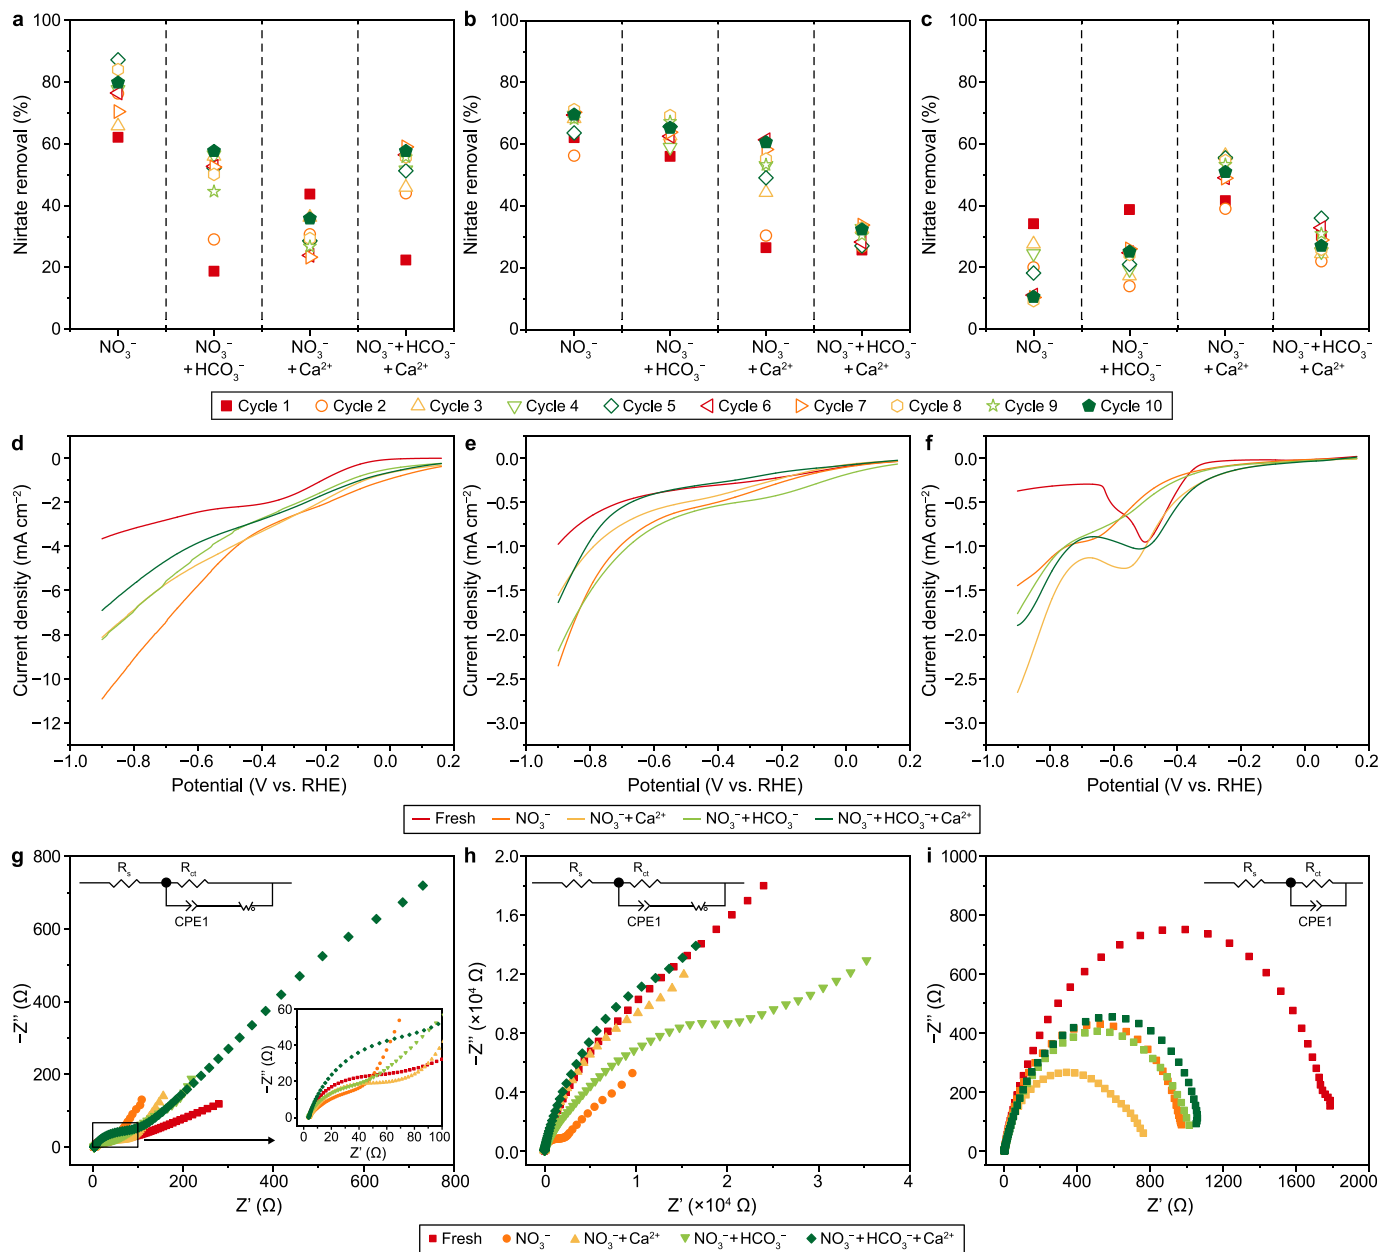 a
Nirtate removal (%)
100
80
60
40
20
0
NO₃⁻
NO₃⁻
+HCO₃⁻
NO₃⁻
+Ca²⁺
NO₃⁻+HCO₃⁻
+Ca²⁺
b
Nirtate removal (%)
100
80
60
40
20
0
NO₃⁻
NO₃⁻
+HCO₃⁻
NO₃⁻
+Ca²⁺
NO₃⁻+HCO₃⁻
+Ca²⁺
c
Nirtate removal (%)
100
80
60
40
20
0
NO₃⁻
NO₃⁻
+HCO₃⁻
NO₃⁻
+Ca²⁺
NO₃⁻+HCO₃⁻
+Ca²⁺
Cycle 1 Cycle 2 Cycle 3 Cycle 4 Cycle 5 Cycle 6 Cycle 7 Cycle 8 Cycle 9 Cycle 10
d
Current density (mA cm⁻²)
0
−2
−4
−6
−8
−10
−12
−1.0 −0.8 −0.6 −0.4 −0.2 0.0 0.2
Potential (V vs. RHE)
e
Current density (mA cm⁻²)
0.0
−0.5
−1.0
−1.5
−2.0
−2.5
−3.0
−1.0 −0.8 −0.6 −0.4 −0.2 0.0 0.2
Potential (V vs. RHE)
f
Current density (mA cm⁻²)
0.0
−0.5
−1.0
−1.5
−2.0
−2.5
−3.0
−1.0 −0.8 −0.6 −0.4 −0.2 0.0 0.2
Potential (V vs. RHE)
Fresh NO₃⁻ NO₃⁻+Ca²⁺ NO₃⁻+HCO₃⁻ NO₃⁻+HCO₃⁻+Ca²⁺
g
−Z″ (Ω)
800
600
400
200
0
0 200 400 600 800
Z′ (Ω)
Rs Rct
CPE1
−Z″ (Ω)
60
40
20
0
0 20 40 60 80 100
Z′ (Ω)
h
−Z″ (×10⁴ Ω)
2.0
1.6
1.2
0.8
0.4
0.0
0 1 2 3 4
Z′ (×10⁴ Ω)
Rs Rct
CPE1
i
−Z″ (Ω)
1000
800
600
400
200
0
0 400 800 1200 1600 2000
Z′ (Ω)
Rs Rct
CPE1
Fresh NO₃⁻ NO₃⁻+Ca²⁺ NO₃⁻+HCO₃⁻ NO₃⁻+HCO₃⁻+Ca²⁺